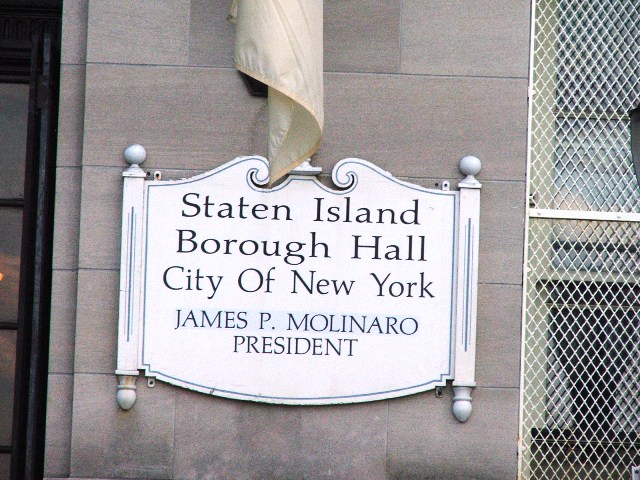 Staten Island
Borough Hall
City Of New York
JAMES P. MOLINARO
PRESIDENT